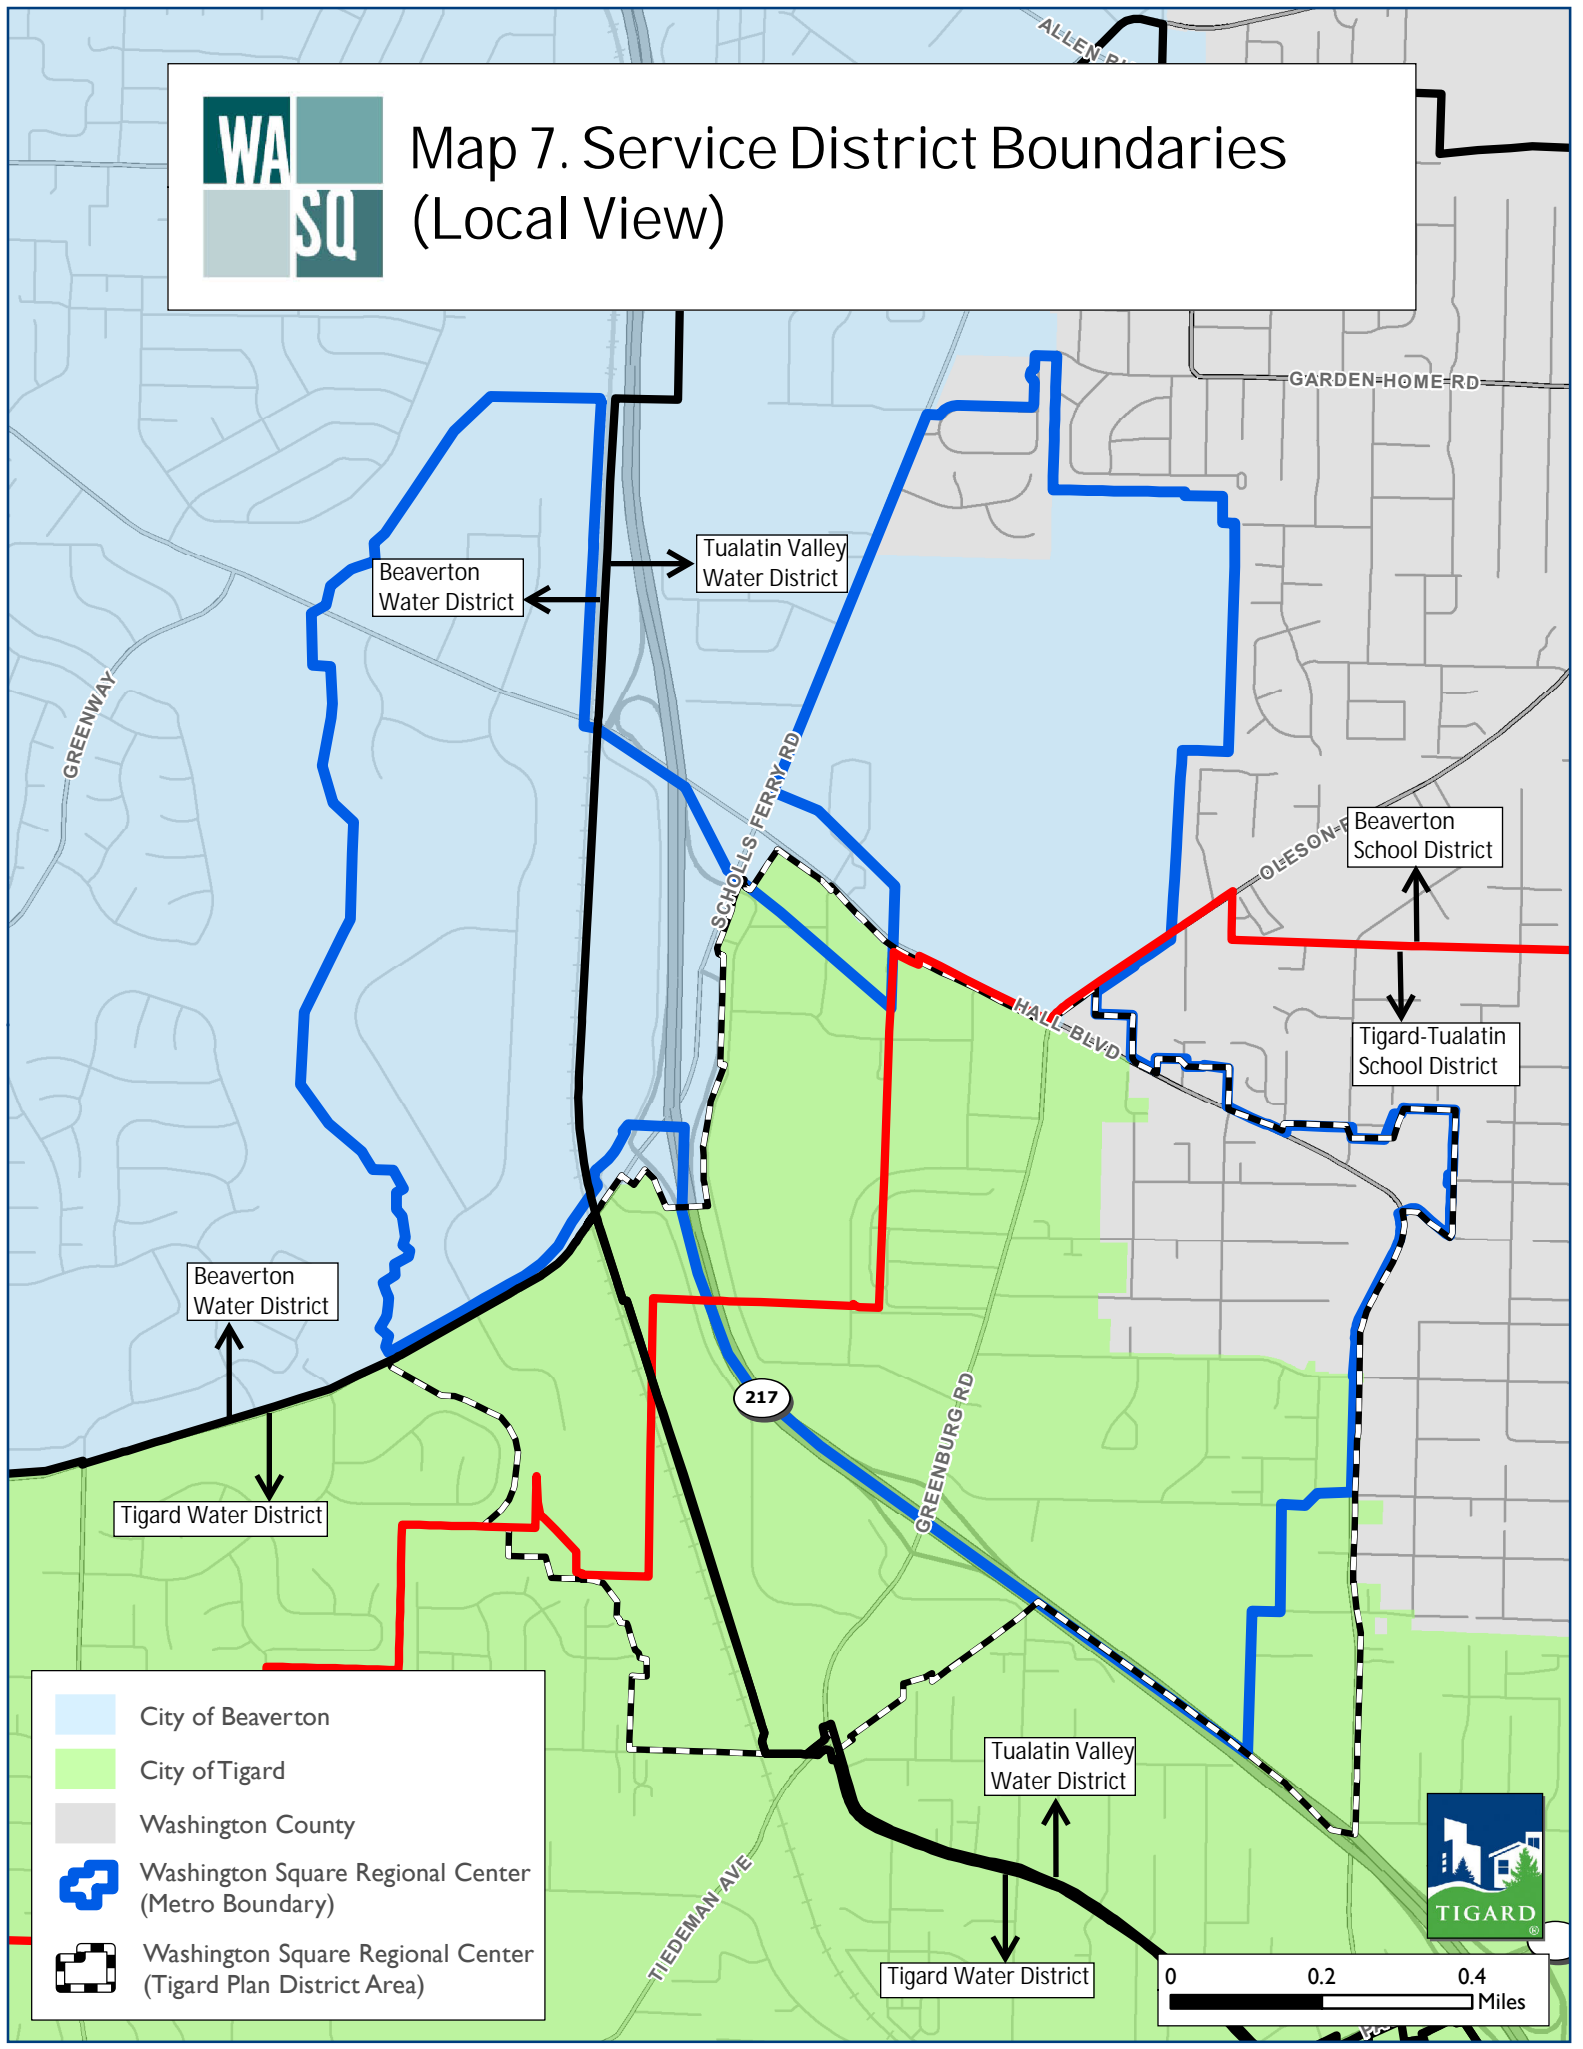 ALLEN
WA
SQ
Map 7. Service District Boundaries
(Local View)
GARDEN HOME RD
Tualatin Valley
Water District
Beaverton
Water District
GREENWAY
SCHOLLS FERRY RD
OLESON
Beaverton
School District
HALL BLVD
Tigard-Tualatin
School District
Beaverton
Water District
217
GREENBURG RD
Tigard Water District
City of Beaverton
City of Tigard
Washington County
Washington Square Regional Center
(Metro Boundary)
Washington Square Regional Center
(Tigard Plan District Area)
Tualatin Valley
Water District
TIEDEMAN AVE
Tigard Water District
TIGARD
®
0 0.2 0.4
Miles